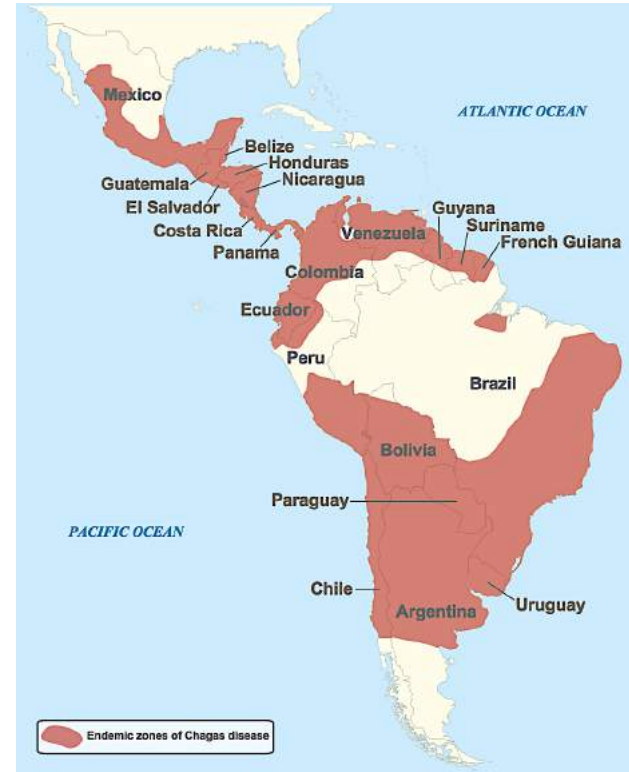 Mexico
ATLANTIC OCEAN
Belize
Honduras
Guatemala
Nicaragua
El Salvador
Costa Rica
Panama
Guyana
Suriname
French Guiana
Venezuela
Colombia
Ecuador
Peru
Brazil
Bolivia
Paraguay
PACIFIC OCEAN
Chile
Argentina
Uruguay
Endemic zones of Chagas disease